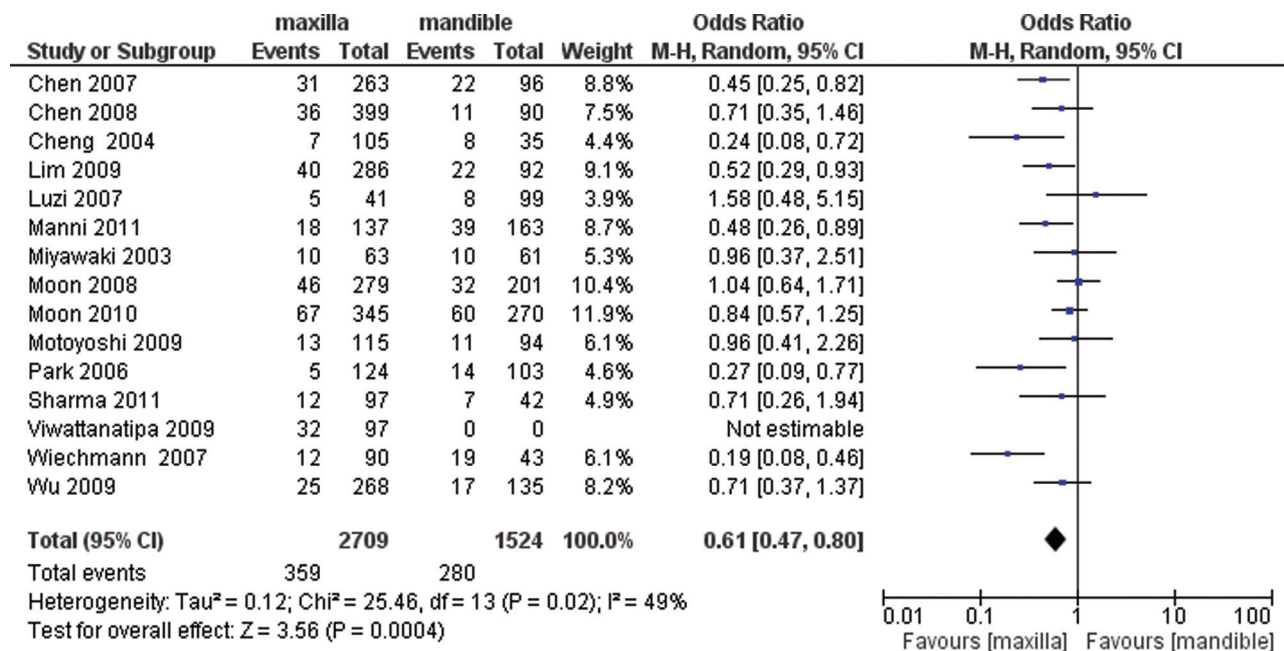 maxilla mandible Odds Ratio Odds Ratio
Study or Subgroup Events Total Events Total Weight M-H, Random, 95% CI M-H, Random, 95% CI
Chen 2007 31 263 22 96 8.8% 0.45 [0.25, 0.82]
Chen 2008 36 399 11 90 7.5% 0.71 [0.35, 1.46]
Cheng 2004 7 105 8 35 4.4% 0.24 [0.08, 0.72]
Lim 2009 40 286 22 92 9.1% 0.52 [0.29, 0.93]
Luzi 2007 5 41 8 99 3.9% 1.58 [0.48, 5.15]
Manni 2011 18 137 39 163 8.7% 0.48 [0.26, 0.89]
Miyawaki 2003 10 63 10 61 5.3% 0.96 [0.37, 2.51]
Moon 2008 46 279 32 201 10.4% 1.04 [0.64, 1.71]
Moon 2010 67 345 60 270 11.9% 0.84 [0.57, 1.25]
Motoyoshi 2009 13 115 11 94 6.1% 0.96 [0.41, 2.26]
Park 2006 5 124 14 103 4.6% 0.27 [0.09, 0.77]
Sharma 2011 12 97 7 42 4.9% 0.71 [0.26, 1.94]
Viwattanatipa 2009 32 97 0 0 Not estimable
Wiechmann 2007 12 90 19 43 6.1% 0.19 [0.08, 0.46]
Wu 2009 25 268 17 135 8.2% 0.71 [0.37, 1.37]
Total (95% CI) 2709 1524 100.0% 0.61 [0.47, 0.80]
Total events 359 280
Heterogeneity: Tau² = 0.12; Chi² = 25.46, df = 13 (P = 0.02); I² = 49%
Test for overall effect: Z = 3.56 (P = 0.0004)
0.01 0.1 1 10 100
Favours [maxilla] Favours [mandible]